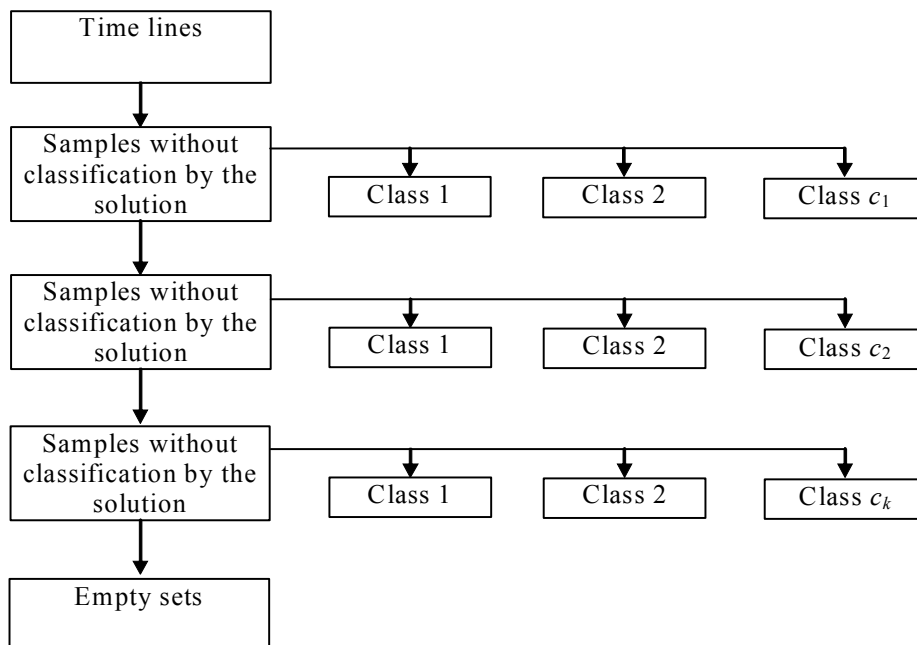 Time lines
Samples without
classification by the
solution
Class 1
Class 2
Class c₁
Samples without
classification by the
solution
Class 1
Class 2
Class c₂
Samples without
classification by the
solution
Class 1
Class 2
Class cₖ
Empty sets